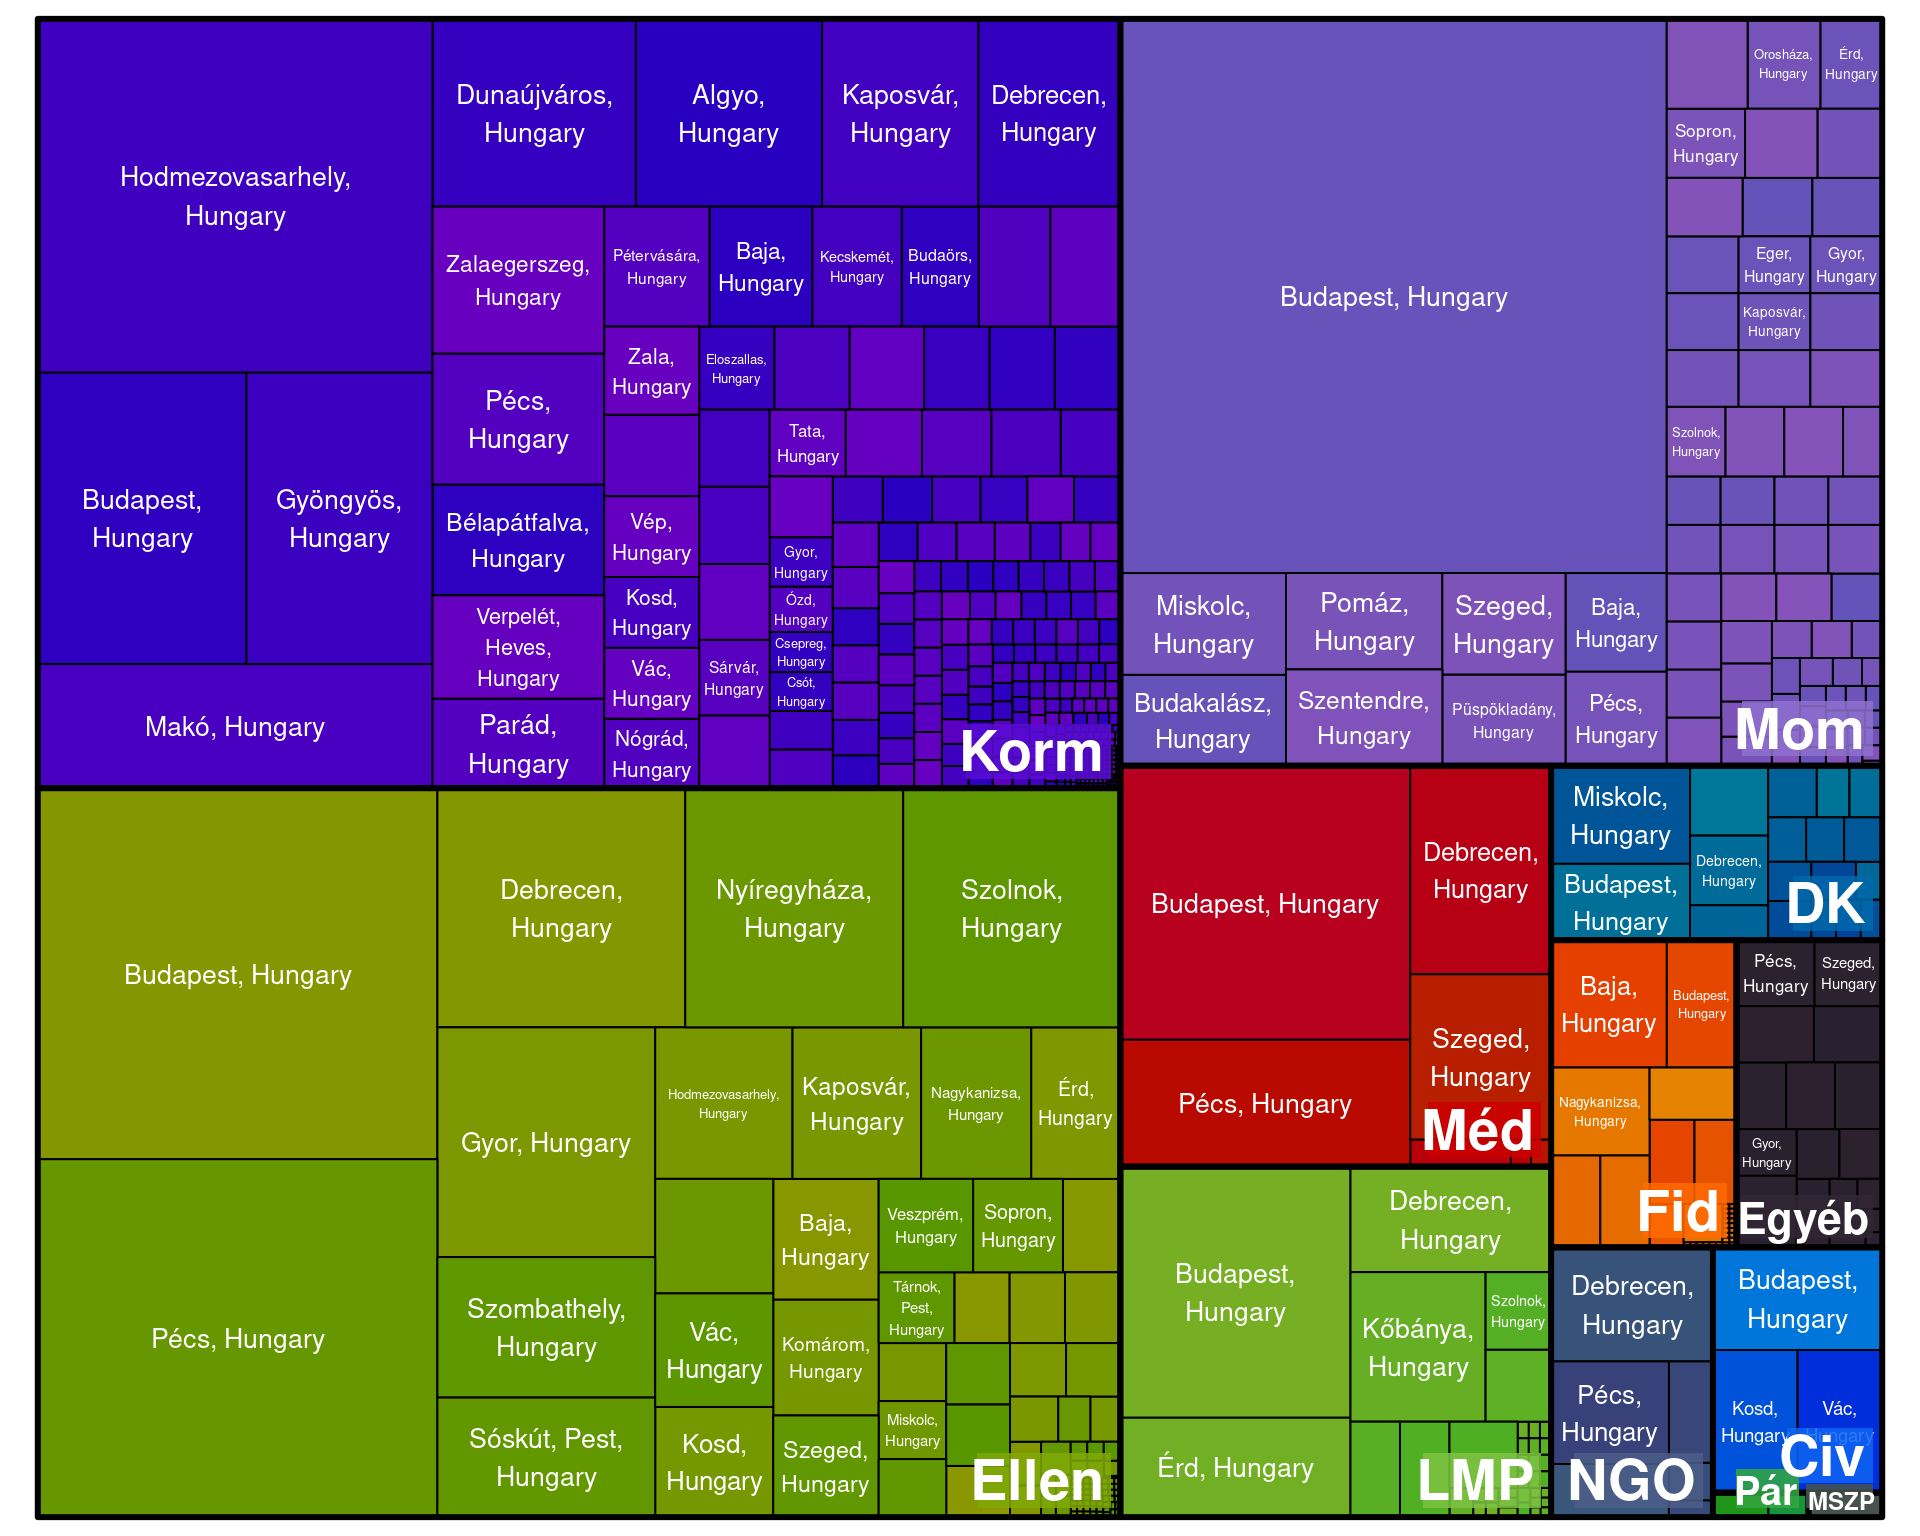 Hodmezovasarhely,
Hungary
Dunaújváros,
Hungary
Algyo,
Hungary
Kaposvár,
Hungary
Debrecen,
Hungary
Zalaegerszeg,
Hungary
Pétervására,
Hungary
Baja,
Hungary
Kecskemét,
Hungary
Budaörs,
Hungary
Zala,
Hungary
Eloszallas,
Hungary
Pécs,
Hungary
Tata,
Hungary
Budapest,
Hungary
Gyöngyös,
Hungary
Bélapátfalva,
Hungary
Vép,
Hungary
Gyor,
Hungary
Kosd,
Hungary
Ózd,
Hungary
Verpelét,
Heves,
Hungary
Vác,
Hungary
Sárvár,
Hungary
Csepreg,
Hungary
Csót,
Hungary
Makó, Hungary
Parád,
Hungary
Nógrád,
Hungary
Korm
Budapest, Hungary
Orosháza,
Hungary
Érd,
Hungary
Sopron,
Hungary
Eger,
Hungary
Gyor,
Hungary
Kaposvár,
Hungary
Szolnok,
Hungary
Miskolc,
Hungary
Pomáz,
Hungary
Szeged,
Hungary
Baja,
Hungary
Budakalász,
Hungary
Szentendre,
Hungary
Püspökladány,
Hungary
Pécs,
Hungary
Mom
Budapest, Hungary
Debrecen,
Hungary
Nyíregyháza,
Hungary
Szolnok,
Hungary
Pécs, Hungary
Gyor, Hungary
Hodmezovasarhely,
Hungary
Kaposvár,
Hungary
Nagykanizsa,
Hungary
Érd,
Hungary
Szombathely,
Hungary
Baja,
Hungary
Veszprém,
Hungary
Sopron,
Hungary
Vác,
Hungary
Komárom,
Hungary
Tárnok,
Pest,
Hungary
Sóskút, Pest,
Hungary
Kosd,
Hungary
Szeged,
Hungary
Miskolc,
Hungary
Ellen
Budapest, Hungary
Debrecen,
Hungary
Pécs, Hungary
Szeged,
Hungary
Méd
Miskolc,
Hungary
Budapest,
Hungary
Debrecen,
Hungary
DK
Baja,
Hungary
Budapest,
Hungary
Nagykanizsa,
Hungary
Fid
Pécs,
Hungary
Szeged,
Hungary
Gyor,
Hungary
Egyéb
Budapest,
Hungary
Debrecen,
Hungary
Kőbánya,
Hungary
Szolnok,
Hungary
Érd, Hungary
LMP
Debrecen,
Hungary
Pécs,
Hungary
NGO
Budapest,
Hungary
Kosd,
Hungary
Vác,
Hungary
Civ
Pár
MSZP